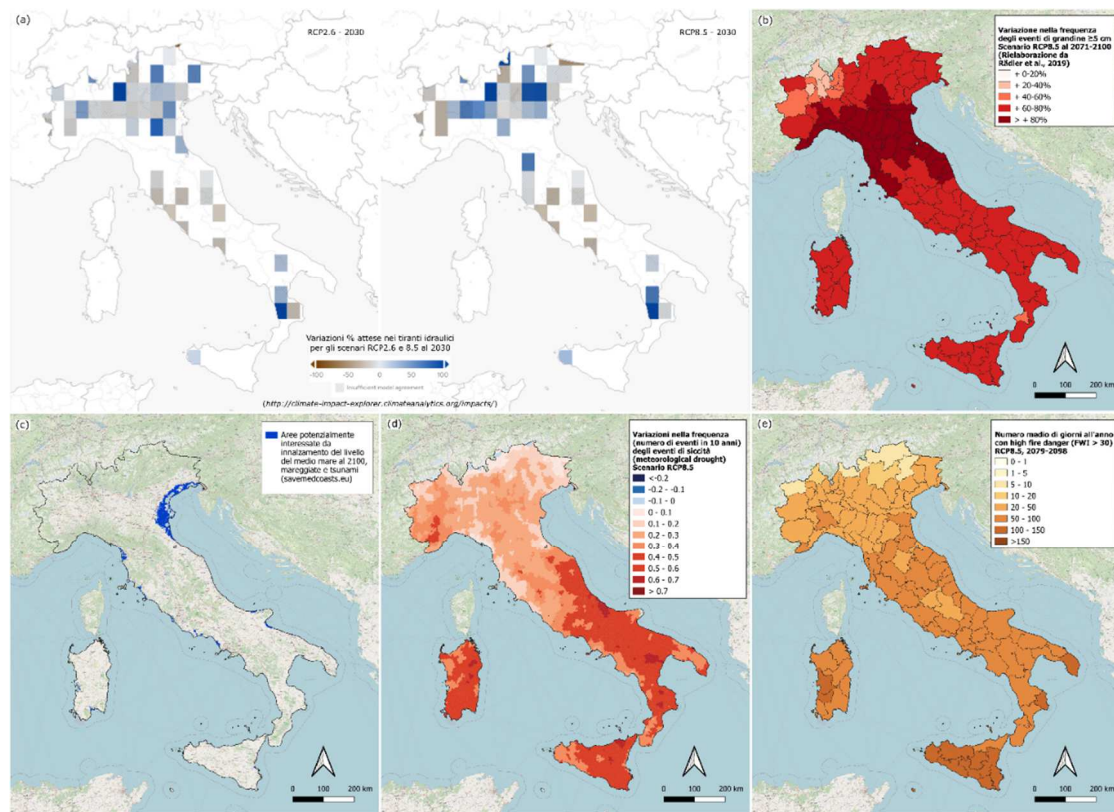 (a)
RCP2.6 - 2030
RCP8.5 - 2030
Variazioni % attese nei tiranti idraulici
per gli scenari RCP2.6 e 8.5 al 2030
-100 -50 0 50 100
Insufficient model agreement
(http://climate-impact-explorer.climateanalytics.org/impacts/)
(b)
Variazione nella frequenza
degli eventi di grandine ≥5 cm
Scenario RCP8.5 al 2071-2100
(Rielaborazione da
Rädler et al., 2019)
+ 0-20%
+ 20-40%
+ 40-60%
+ 60-80%
> + 80%
0 100 200 km
(c)
Aree potenzialmente
interessate da
innalzamento del livello
del medio mare al 2100,
mareggiate e tsunami
(savemedcoasts.eu)
0 100 200 km
(d)
Variazioni nella frequenza
(numero di eventi in 10 anni)
degli eventi di siccità
(meteorological drought)
Scenario RCP8.5
<-0.2
-0.2 - -0.1
-0.1 - 0
0 - 0.1
0.1 - 0.2
0.2 - 0.3
0.3 - 0.4
0.4 - 0.5
0.5 - 0.6
0.6 - 0.7
> 0.7
0 100 200 km
(e)
Numero medio di giorni all'anno
con high fire danger (FWI > 30)
RCP8.5, 2079-2098
0 - 1
1 - 5
5 - 10
10 - 20
20 - 50
50 - 100
100 - 150
>150
0 100 200 km